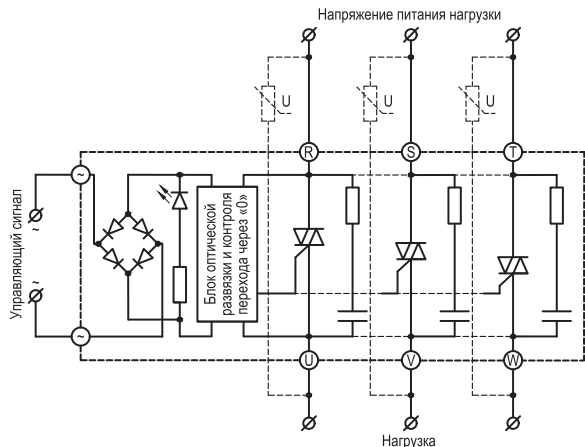 Напряжение питания нагрузки
U
U
U
R
S
T
~
Управляющий сигнал
~
~
Блок оптической
развязки и контроля
перехода через «0»
~
U
V
W
Нагрузка